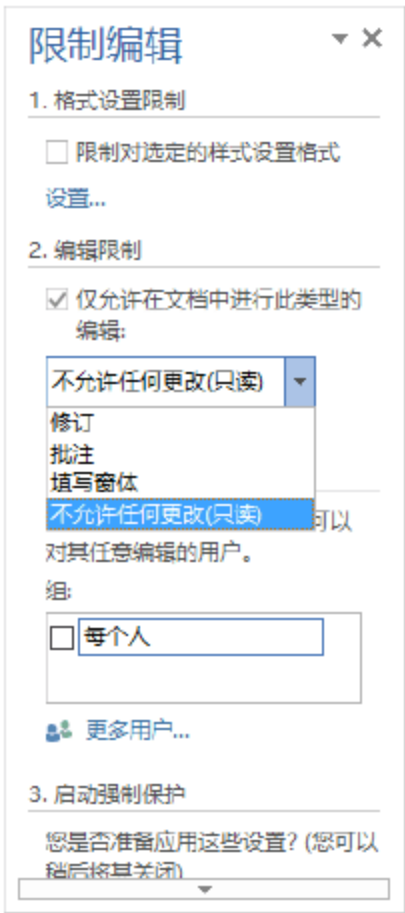 限制编辑
1. 格式设置限制
限制对选定的样式设置格式
设置...
2. 编辑限制
仅允许在文档中进行此类型的
编辑:
不允许任何更改(只读)
修订
批注
填写窗体
不允许任何更改(只读)
可以
对其任意编辑的用户。
组:
每个人
更多用户...
3. 启动强制保护
您是否准备应用这些设置? (您可以
稍后将其关闭)